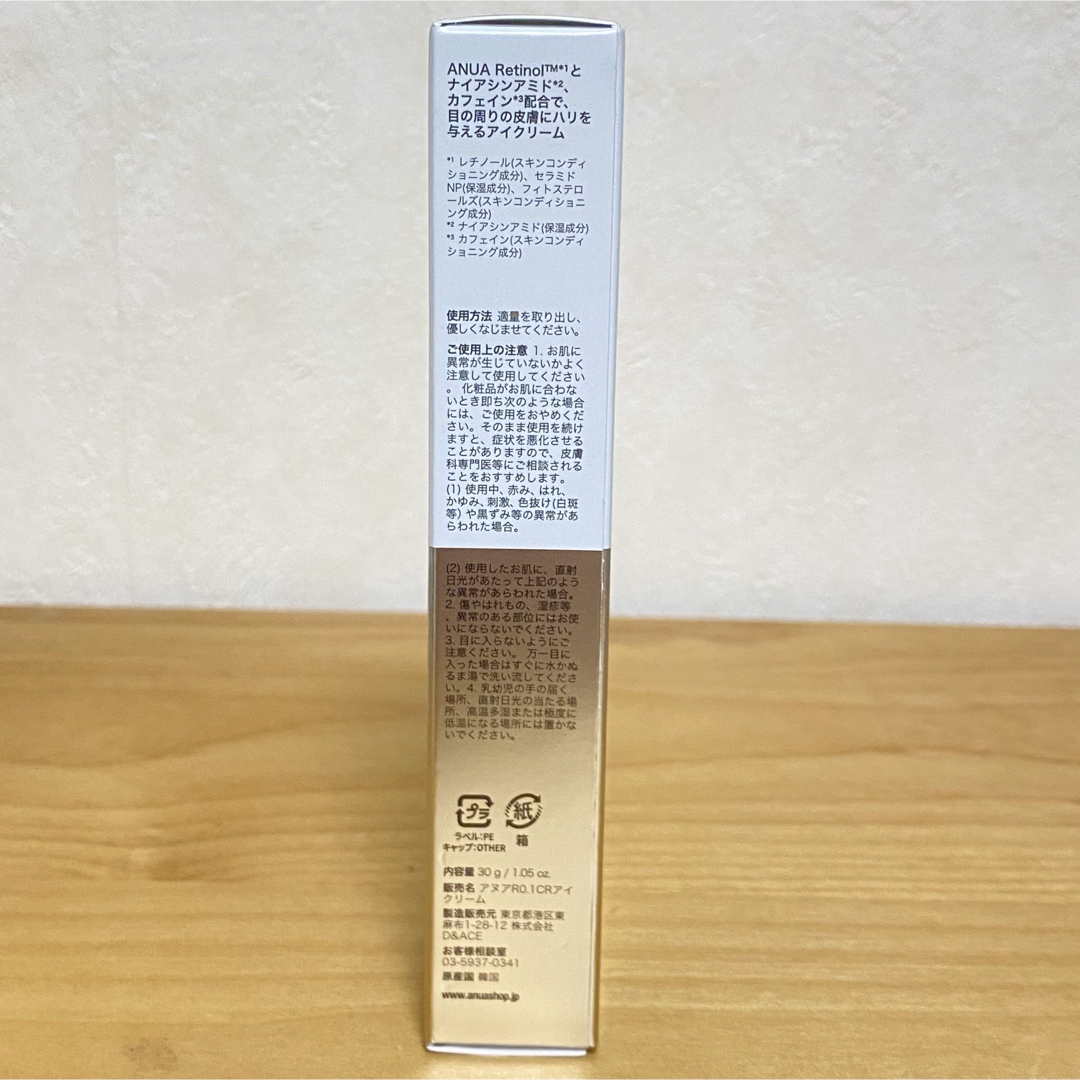 ANUA Retinol™*1と
ナイアシンアミド*2、
カフェイン*3配合で、
目の周りの皮膚にハリを
与えるアイクリーム
*1 レチノール(スキンコンディ
ショニング成分)、セラミド
NP(保湿成分)、フィトステロ
ールズ(スキンコンディショニ
ング成分)
*2 ナイアシンアミド(保湿成分)
*3 カフェイン(スキンコンディ
ショニング成分)
使用方法 適量を取り出し、
優しくなじませてください。
ご使用上の注意 1. お肌に
異常が生じていないかよく
注意して使用してください
。 化粧品がお肌に合わな
いとき即ち次のような場合
には、ご使用をおやめくだ
さい。そのまま使用を続け
ますと、症状を悪化させる
ことがありますので、皮膚
科専門医等にご相談される
ことをおすすめします。
(1) 使用中、赤み、はれ、
かゆみ、刺激、色抜け(白斑
等) や黒ずみ等の異常があ
らわれた場合。
(2) 使用したお肌に、直射
日光があたって上記のよう
な異常があらわれた場合。
2. 傷やはれもの、湿疹等
、異常のある部位にはお使
いにならないでください。
3. 目に入らないようにご
注意ください。 万一目に
入った場合はすぐに水かぬ
るま湯で洗い流してくださ
い。4. 乳幼児の手の届く
場所、直射日光の当たる場
所、高温多湿または極度に
低温になる場所には置かな
いでください。
プラ 紙
ラベル:PE
キャップ:OTHER
箱
内容量 30 g / 1.05 oz.
販売名 アヌアR0.1CRアイ
クリーム
製造販売元 東京都港区東
麻布1-28-12 株式会社
D&ACE
お客様相談室
03-5937-0341
原産国 韓国
www.anuashop.jp